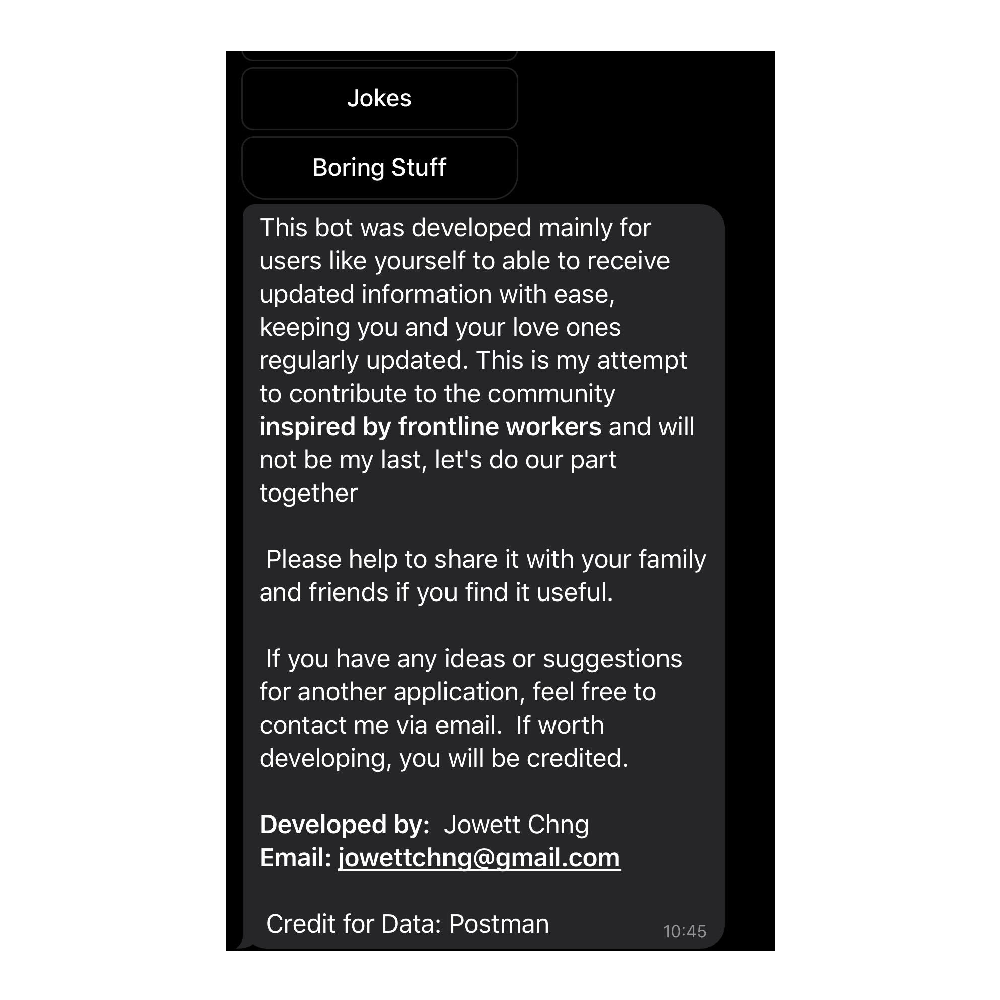 Jokes
Boring Stuff
This bot was developed mainly for
users like yourself to able to receive
updated information with ease,
keeping you and your love ones
regularly updated. This is my attempt
to contribute to the community
inspired by frontline workers and will
not be my last, let's do our part
together
Please help to share it with your family
and friends if you find it useful.
If you have any ideas or suggestions
for another application, feel free to
contact me via email.  If worth
developing, you will be credited.
Developed by:  Jowett Chng
Email: jowettchng@gmail.com
Credit for Data: Postman
10:45